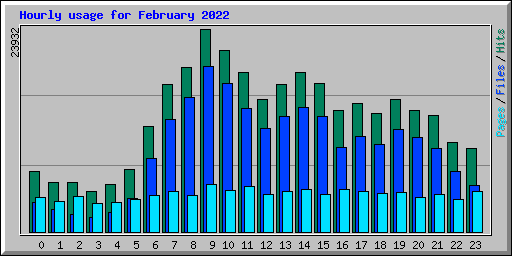 Hourly usage for February 2022
23932
Pages/Files/Hits
0 1 2 3 4 5 6 7 8 9 10 11 12 13 14 15 16 17 18 19 20 21 22 23